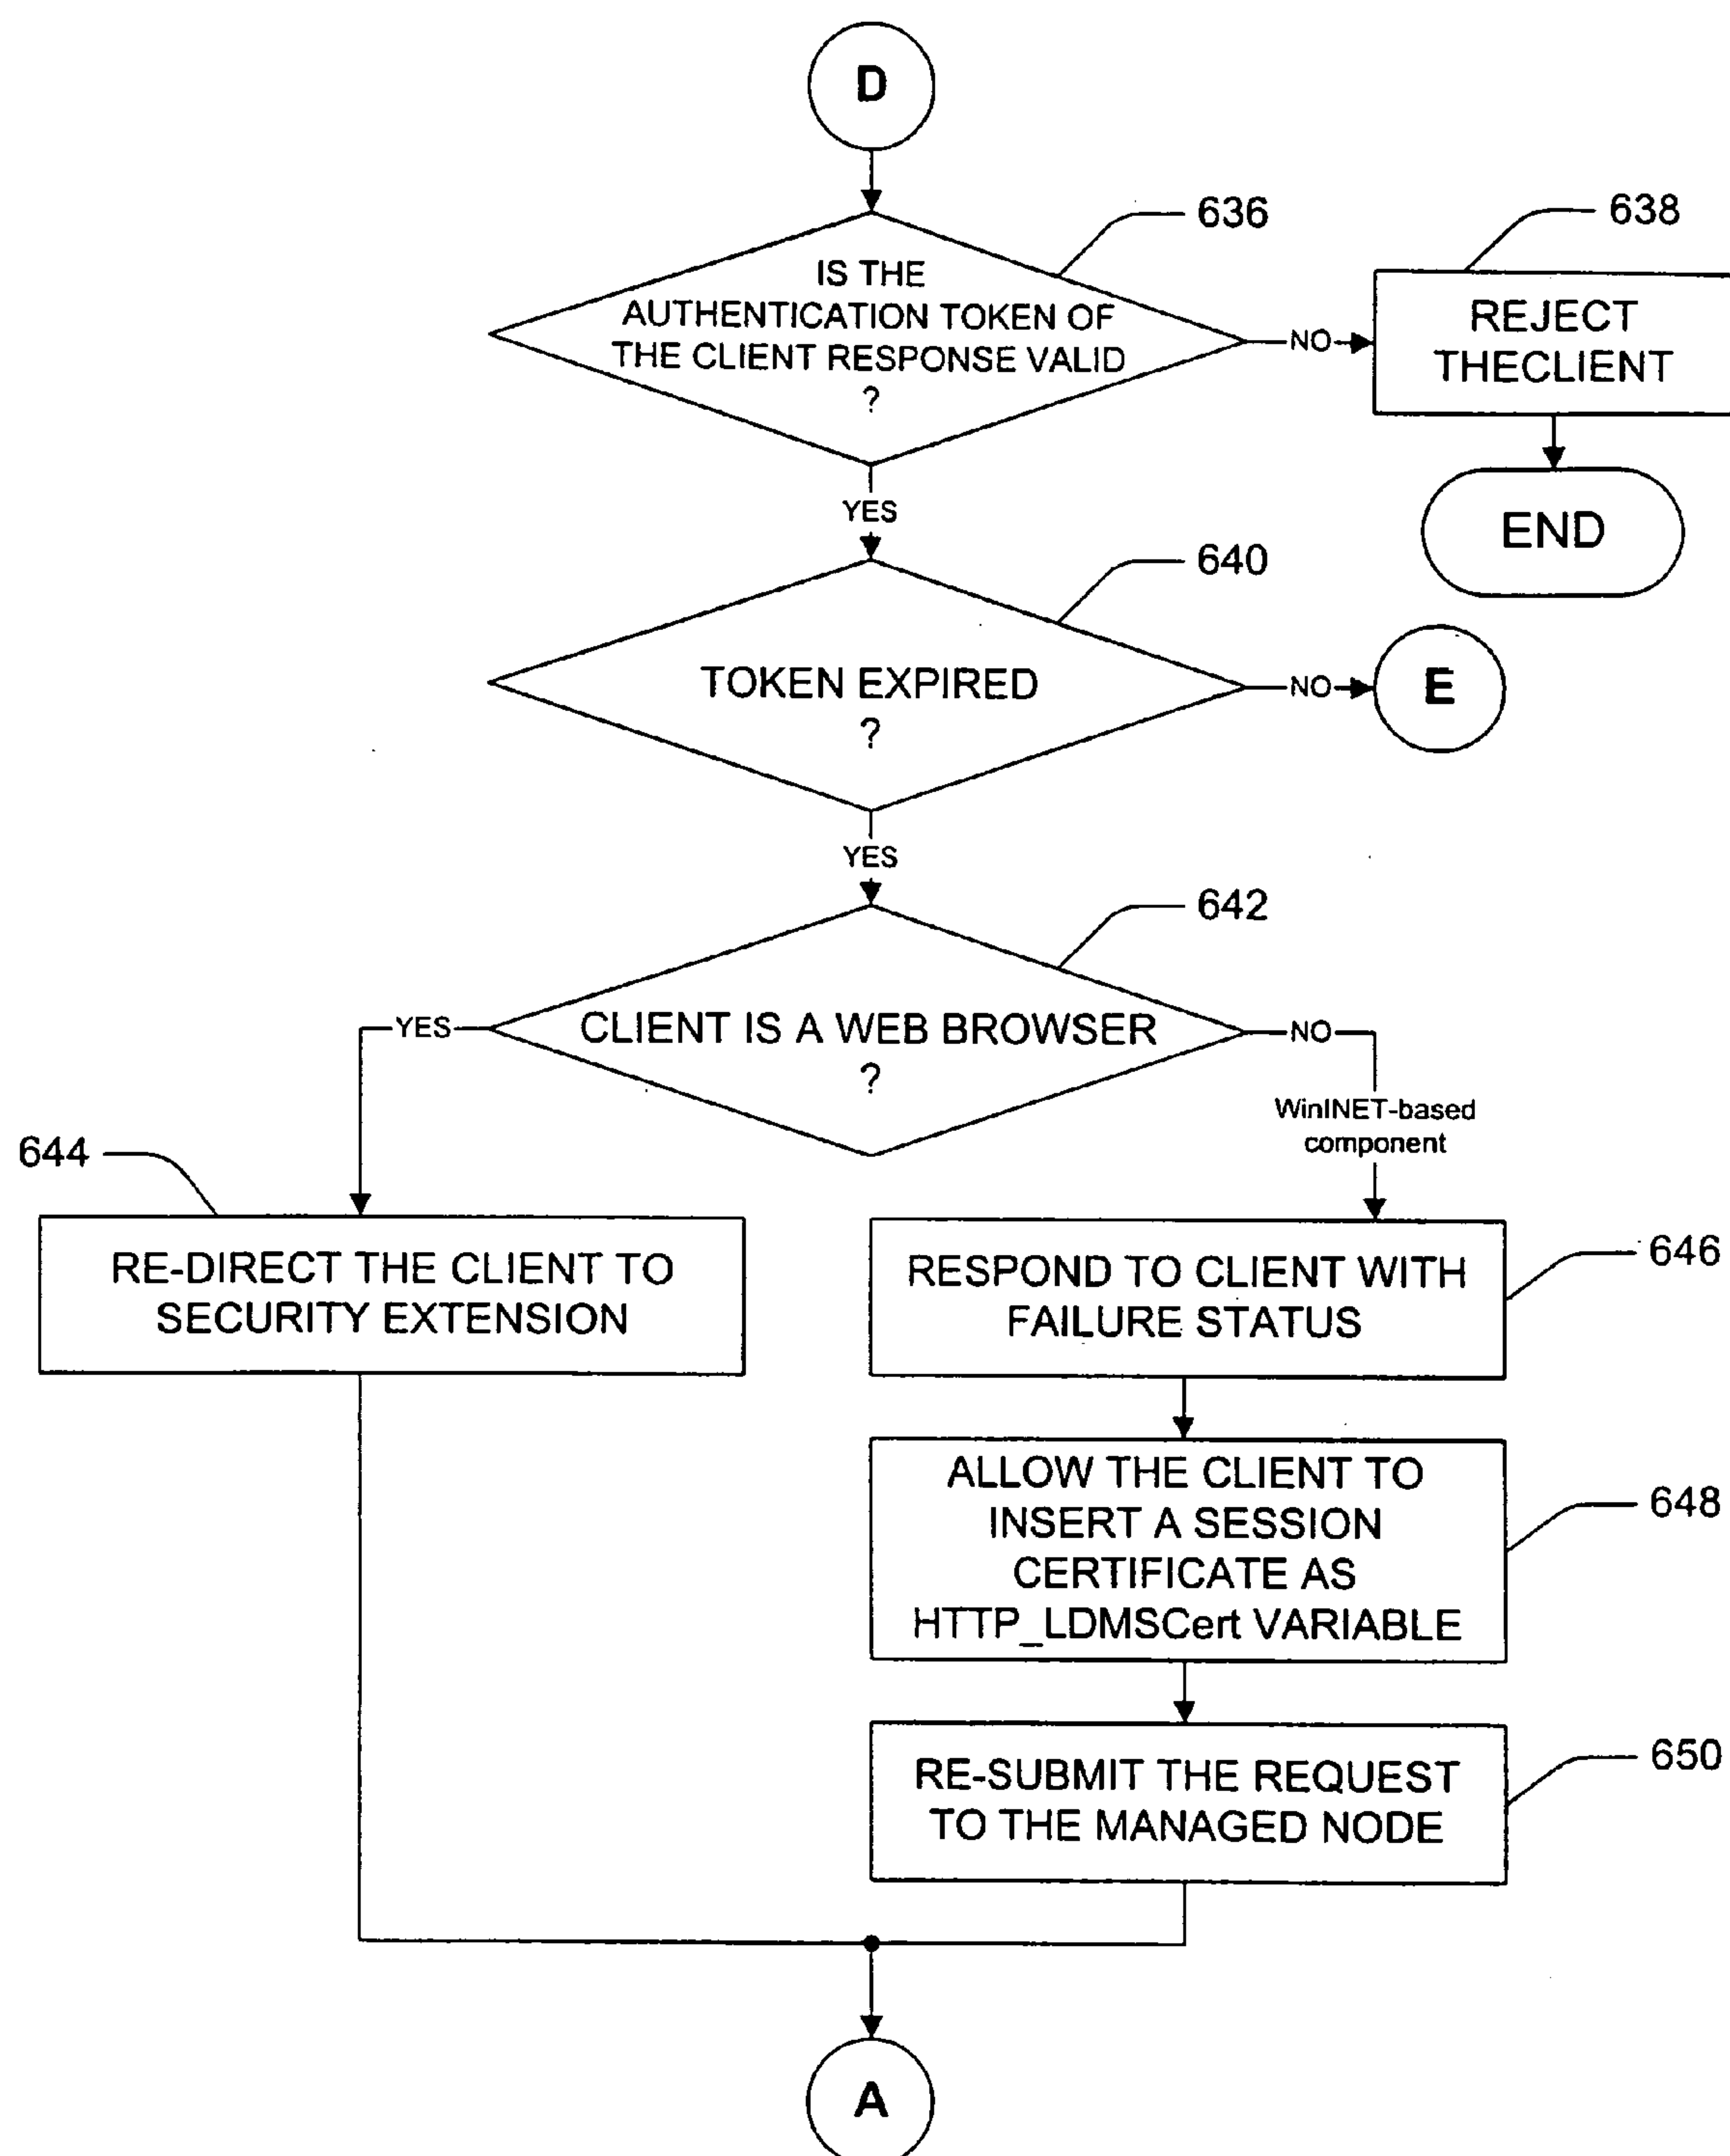 D
636
638
IS THE
AUTHENTICATION TOKEN OF
THE CLIENT RESPONSE VALID
?
NO
REJECT
THECLIENT
YES
END
640
TOKEN EXPIRED
?
NO
E
YES
642
CLIENT IS A WEB BROWSER
?
YES
NO
WinINET-based
component
644
RE-DIRECT THE CLIENT TO
SECURITY EXTENSION
646
RESPOND TO CLIENT WITH
FAILURE STATUS
648
ALLOW THE CLIENT TO
INSERT A SESSION
CERTIFICATE AS
HTTP_LDMSCert VARIABLE
650
RE-SUBMIT THE REQUEST
TO THE MANAGED NODE
A